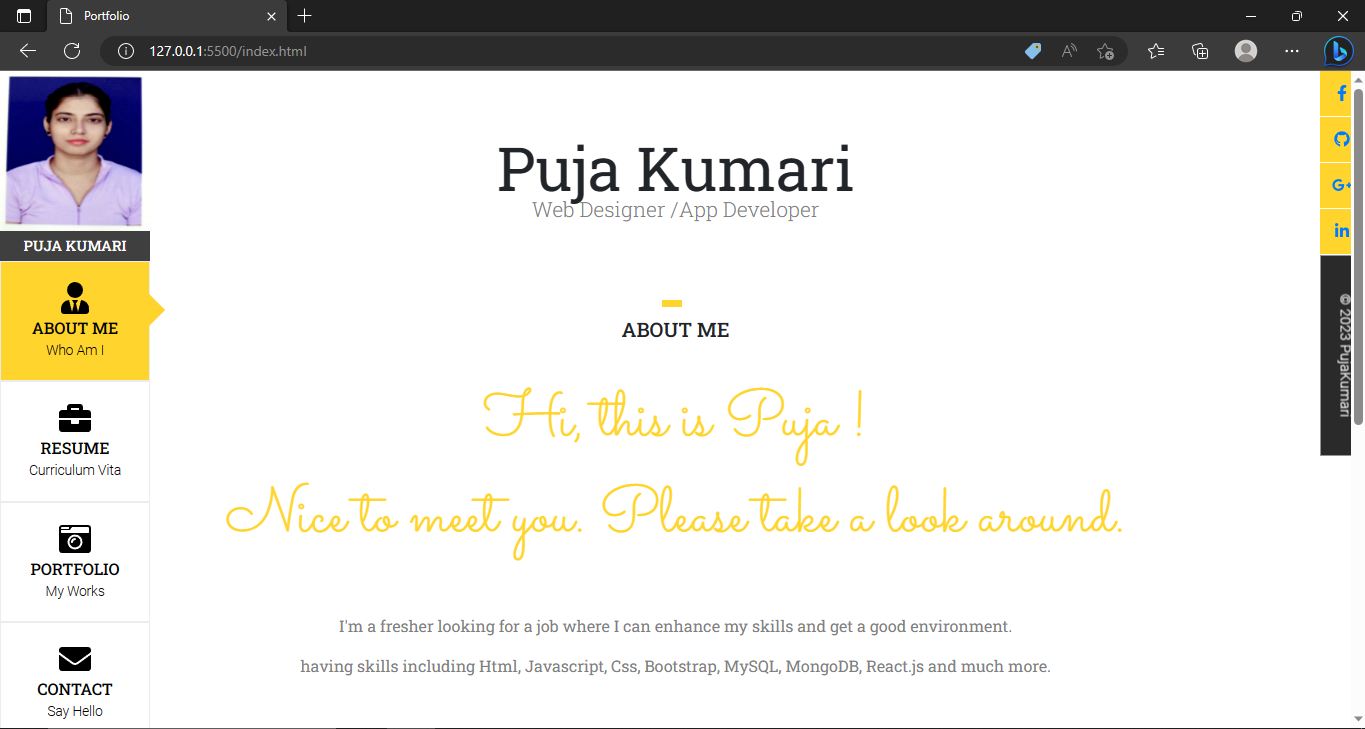 Portfolio
127.0.0.1:5500/index.html
PUJA KUMARI
ABOUT ME
Who Am I
RESUME
Curriculum Vita
PORTFOLIO
My Works
CONTACT
Say Hello
Puja Kumari
Web Designer /App Developer
ABOUT ME
Hi, this is Puja !
Nice to meet you. Please take a look around.
I'm a fresher looking for a job where I can enhance my skills and get a good environment.
having skills including Html, Javascript, Css, Bootstrap, MySQL, MongoDB, React.js and much more.
© 2023 PujaKumari